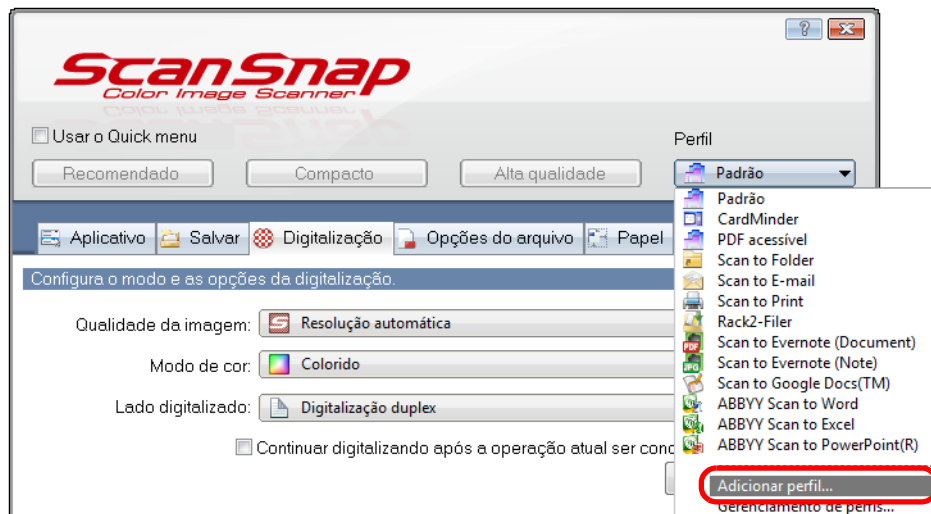 ScanSnap
Color Image Scanner
Usar o Quick menu
Perfil
Recomendado
Compacto
Alta qualidade
Padrão
Aplicativo
Salvar
Digitalização
Opções do arquivo
Papel
Configura o modo e as opções da digitalização.
Qualidade da imagem:
Resolução automática
Modo de cor:
Colorido
Lado digitalizado:
Digitalização duplex
Continuar digitalizando após a operação atual ser
Padrão
CardMinder
PDF acessível
Scan to Folder
Scan to E-mail
Scan to Print
Rack2-Filer
Scan to Evernote (Document)
Scan to Evernote (Note)
Scan to Google Docs(TM)
ABBYY Scan to Word
ABBYY Scan to Excel
ABBYY Scan to PowerPoint(R)
Adicionar perfil...
Gerenciamento de perfis...